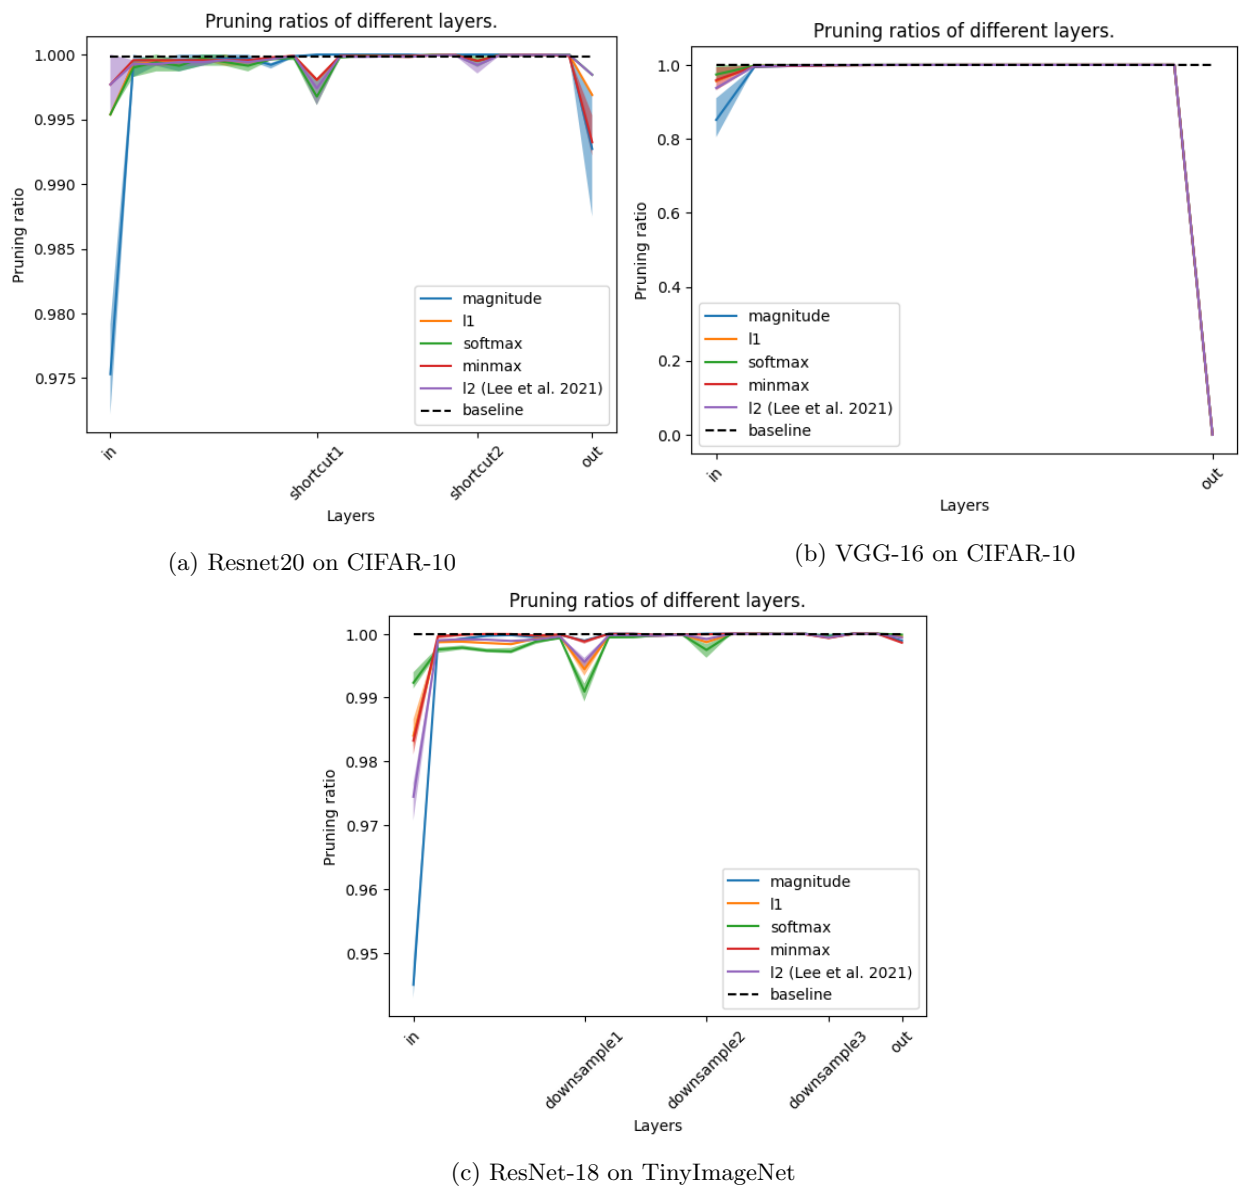 Pruning ratios of different layers.
1.000
0.995
0.990
0.985
0.980
0.975
Pruning ratio
magnitude
l1
softmax
minmax
l2 (Lee et al. 2021)
baseline
in
shortcut1
shortcut2
out
Layers
(a) Resnet20 on CIFAR-10
Pruning ratios of different layers.
1.0
0.8
0.6
0.4
0.2
0.0
Pruning ratio
magnitude
l1
softmax
minmax
l2 (Lee et al. 2021)
baseline
in
out
Layers
(b) VGG-16 on CIFAR-10
Pruning ratios of different layers.
1.00
0.99
0.98
0.97
0.96
0.95
Pruning ratio
magnitude
l1
softmax
minmax
l2 (Lee et al. 2021)
baseline
in
downsample1
downsample2
downsample3
out
Layers
(c) ResNet-18 on TinyImageNet